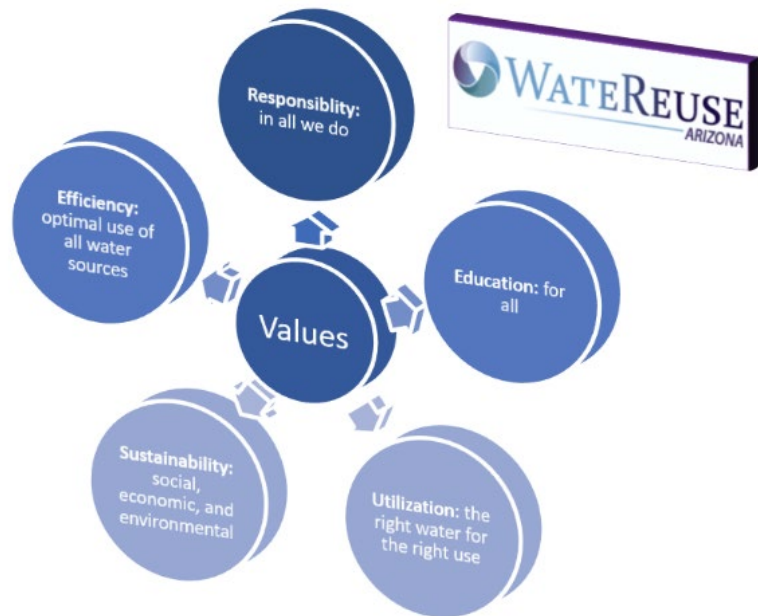 WATEREUSE
ARIZONA
Responsiblity:
in all we do
Efficiency:
optimal use of
all water
sources
Education: for
all
Values
Sustainability:
social,
economic, and
environmental
Utilization: the
right water for
the right use